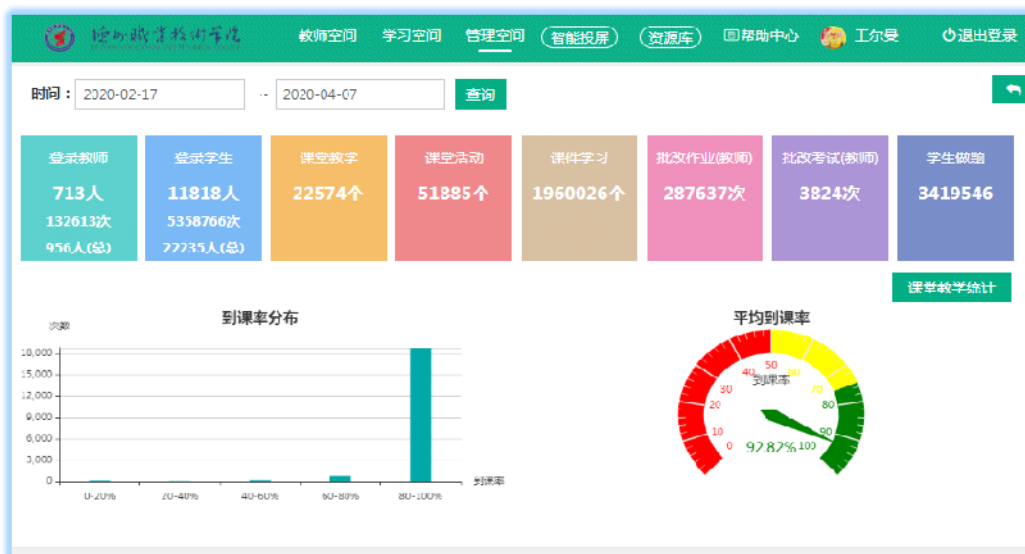 教师空间 学习空间 管理空间 智能投屏 资源库 帮助中心 王尔曼 退出登录
时间： 2020-02-17 -- 2020-04-07 查询
登录教师 登录学生 课堂教学 课堂活动 课件学习 批改作业(教师) 批改考试(教师) 学生做题
713人 11818人 22574个 51885个 1960026个 287637次 3824次 3419546
132613次 5358766次
956人(总) 22235人(总)
课堂教学统计
到课率分布
次数
18,000
15,000
12,000
9,000
6,000
3,000
0
0-20% 20-40% 40-60% 60-80% 80-100%
到课率
平均到课率
0 10 20 30 40 50 60 70 80 90 100
到课率
92.82%